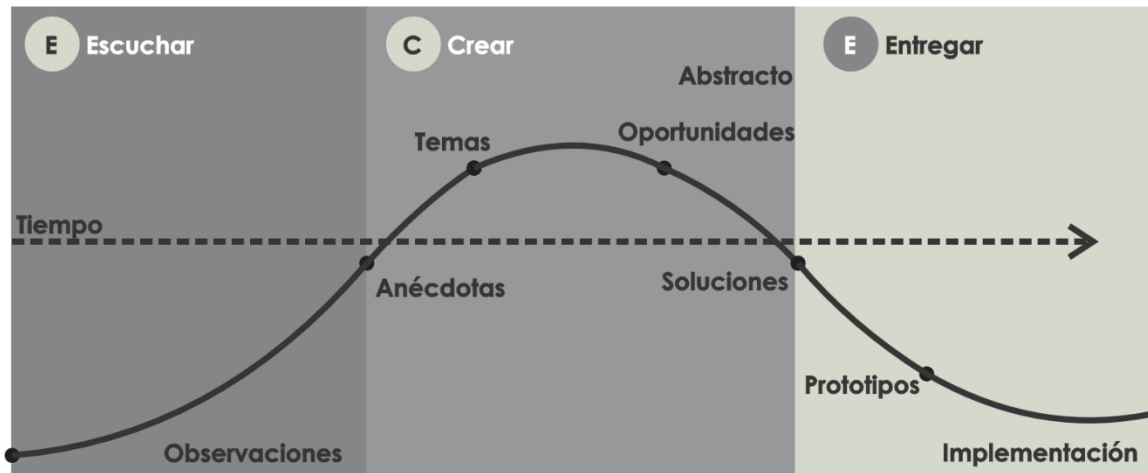 E Escuchar
C Crear
E Entregar
Abstracto
Temas
Oportunidades
Tiempo
Anécdotas
Soluciones
Prototipos
Observaciones
Implementación